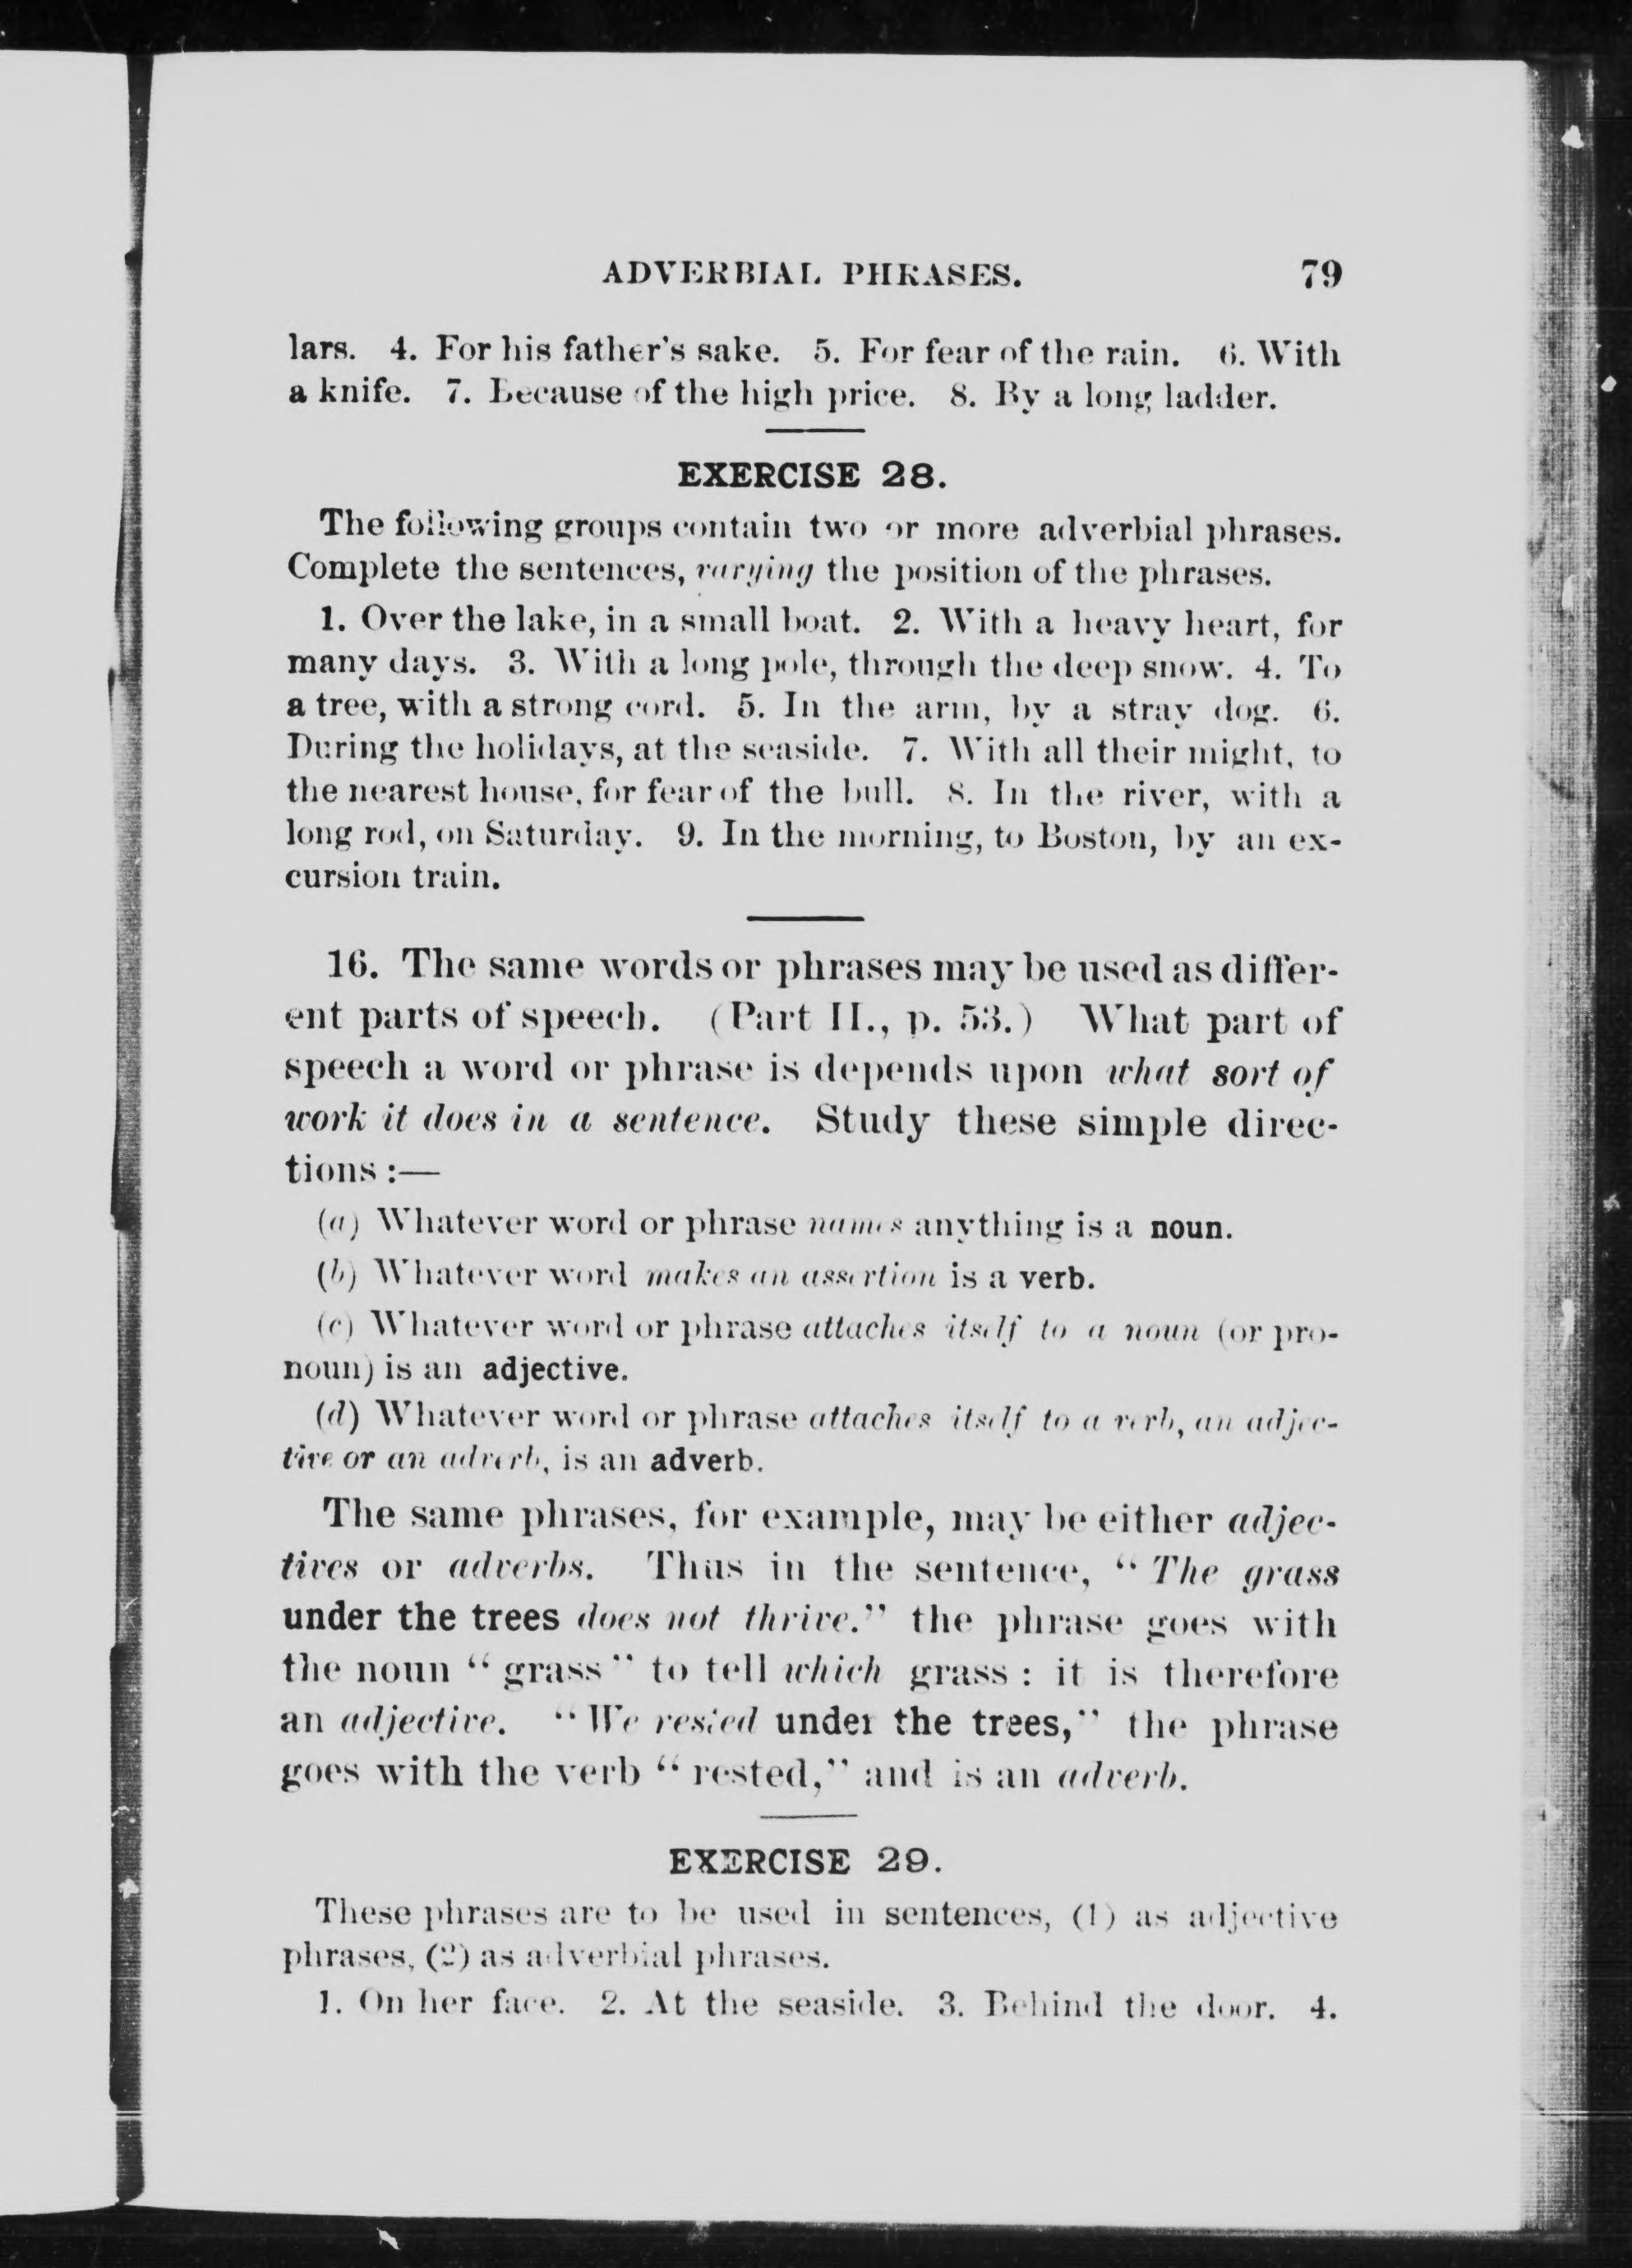 ADVERBIAL PHRASES. 79
lars. 4. For his father's sake. 5. For fear of the rain. 6. With
a knife. 7. Because of the high price. 8. By a long ladder.
EXERCISE 28.
The following groups contain two or more adverbial phrases.
Complete the sentences, varying the position of the phrases.
1. Over the lake, in a small boat. 2. With a heavy heart, for
many days. 3. With a long pole, through the deep snow. 4. To
a tree, with a strong cord. 5. In the arm, by a stray dog. 6.
During the holidays, at the seaside. 7. With all their might, to
the nearest house, for fear of the bull. 8. In the river, with a
long rod, on Saturday. 9. In the morning, to Boston, by an ex-
cursion train.
16. The same words or phrases may be used as differ-
ent parts of speech. (Part II., p. 53.) What part of
speech a word or phrase is depends upon what sort of
work it does in a sentence. Study these simple direc-
tions :—
(a) Whatever word or phrase names anything is a noun.
(b) Whatever word makes an assertion is a verb.
(c) Whatever word or phrase attaches itself to a noun (or pro-
noun) is an adjective.
(d) Whatever word or phrase attaches itself to a verb, an adjec-
tive or an adverb, is an adverb.
The same phrases, for example, may be either adjec-
tives or adverbs. Thus in the sentence, "The grass
under the trees does not thrive." the phrase goes with
the noun "grass" to tell which grass : it is therefore
an adjective. "We rested under the trees," the phrase
goes with the verb "rested," and is an adverb.
EXERCISE 29.
These phrases are to be used in sentences, (1) as adjective
phrases, (2) as adverbial phrases.
1. On her face. 2. At the seaside. 3. Behind the door. 4.